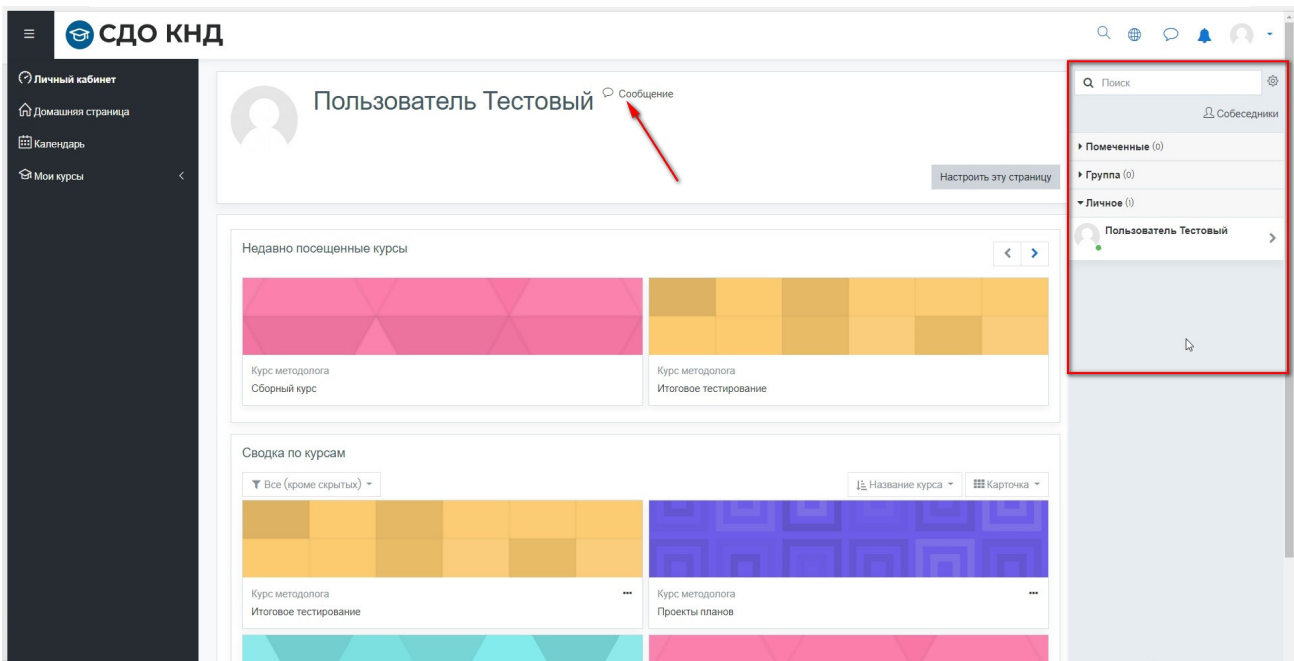 СДО КНД
Личный кабинет
Домашняя страница
Календарь
Мои курсы
Пользователь Тестовый
Сообщение
Настроить эту страницу
Недавно посещенные курсы
Курс методолога
Сборный курс
Курс методолога
Итоговое тестирование
Сводка по курсам
Все (кроме скрытых)
Название курса
Карточка
Курс методолога
Итоговое тестирование
Курс методолога
Проекты планов
Поиск
Собеседники
Помеченные (0)
Группа (0)
Личное (1)
Пользователь Тестовый